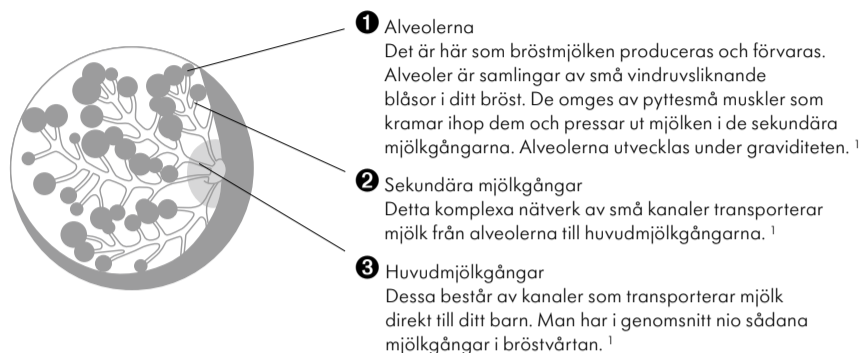 ❶ Alveolerna
Det är här som bröstmjölken produceras och förvaras.
Alveoler är samlingar av små vindruvsliknande
blåsor i ditt bröst. De omges av pyttesmå muskler som
kramar ihop dem och pressar ut mjölken i de sekundära
mjölkgångarna. Alveolerna utvecklas under graviditeten. ¹
❷ Sekundära mjölkgångar
Detta komplexa nätverk av små kanaler transporterar
mjölk från alveolerna till huvudmjölkgångarna. ¹
❸ Huvudmjölkgångar
Dessa består av kanaler som transporterar mjölk
direkt till ditt barn. Man har i genomsnitt nio sådana
mjölkgångar i bröstvårtan. ¹